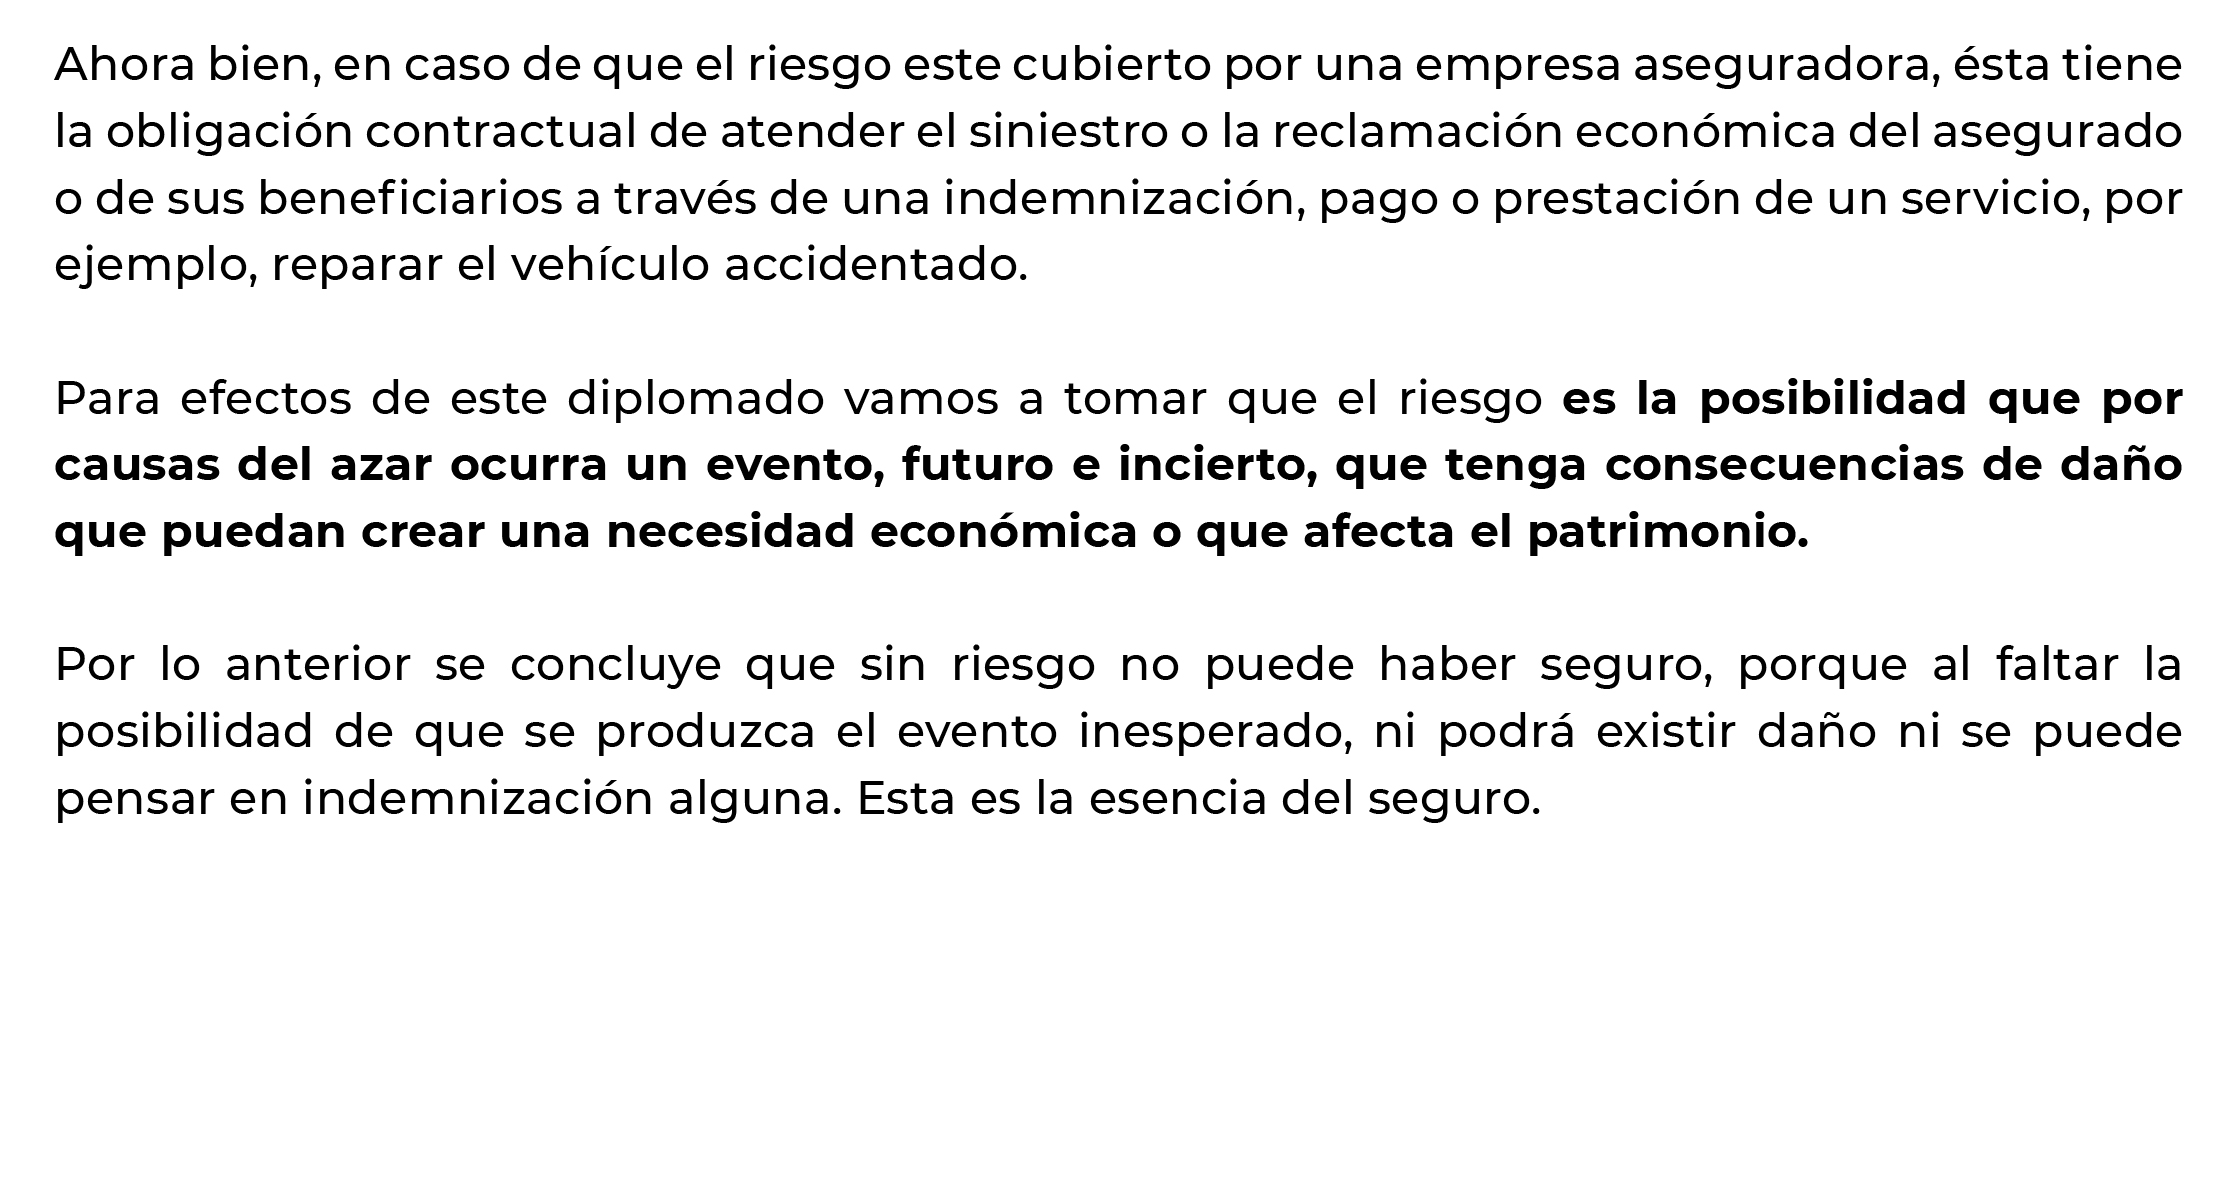 Ahora bien, en caso de que el riesgo este cubierto por una empresa aseguradora, ésta tiene
la obligación contractual de atender el siniestro o la reclamación económica del asegurado
o de sus beneficiarios a través de una indemnización, pago o prestación de un servicio, por
ejemplo, reparar el vehículo accidentado.
Para efectos de este diplomado vamos a tomar que el riesgo es la posibilidad que por
causas del azar ocurra un evento, futuro e incierto, que tenga consecuencias de daño
que puedan crear una necesidad económica o que afecta el patrimonio.
Por lo anterior se concluye que sin riesgo no puede haber seguro, porque al faltar la
posibilidad de que se produzca el evento inesperado, ni podrá existir daño ni se puede
pensar en indemnización alguna. Esta es la esencia del seguro.